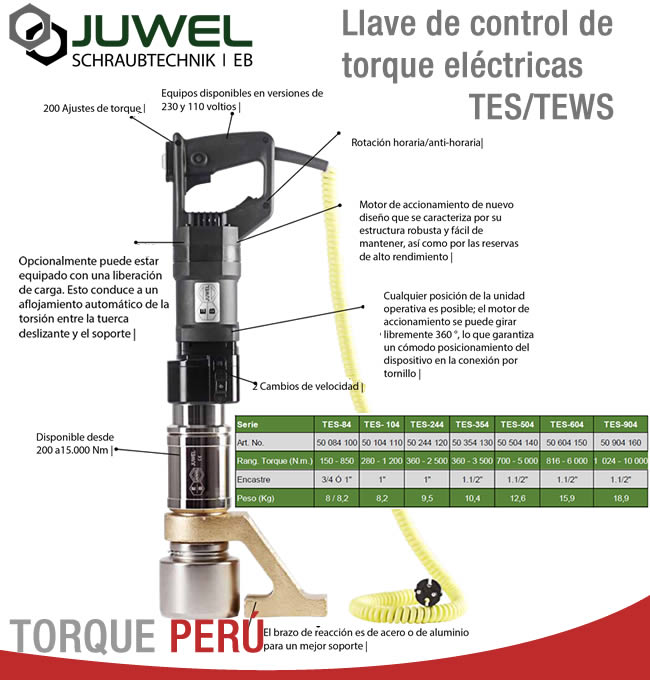 JUWEL
SCHRAUBTECHNIK I EB
Llave de control de
torque eléctricas
TES/TEWS
200 Ajustes de torque|
Equipos disponibles en versiones de
230 y 110 voltios|
Rotación horaria/anti-horaria|
Motor de accionamiento de nuevo
diseño que se caracteriza por su
estructura robusta y fácil de
mantener, así como por las reservas
de alto rendimiento|
Opcionalmente puede estar
equipado con una liberación
de carga. Esto conduce a un
aflojamiento automático de la
torsión entre la tuerca
deslizante y el soporte|
Cualquier posición de la unidad
operativa es posible; el motor de
accionamiento se puede girar
libremente 360 °, lo que garantiza
un cómodo posicionamiento del
dispositivo en la conexión por
tornillo|
2 Cambios de velocidad|
JUWEL
E B
Disponible desde
200 a15.000 Nm|
JUWEL
Serie TES-84 TES- 104 TES-244 TES-354 TES-504 TES-604 TES-904
Art. No. 50 084 100 50 104 110 50 244 120 50 354 130 50 504 140 50 604 150 50 904 160
Rang. Torque (N.m.) 150 - 850 280 - 1 200 360 - 2 500 360 - 3 500 700 - 5 000 816 - 6 000 1 024 - 10 000
Encastre 3/4 Ó 1" 1" 1" 1.1/2" 1.1/2" 1.1/2" 1.1/2"
Peso (Kg) 8 / 8,2 8,2 9,5 10,4 12,6 15,9 18,9
TORQUE PERÚ
El brazo de reacción es de acero o de aluminio
para un mejor soporte|